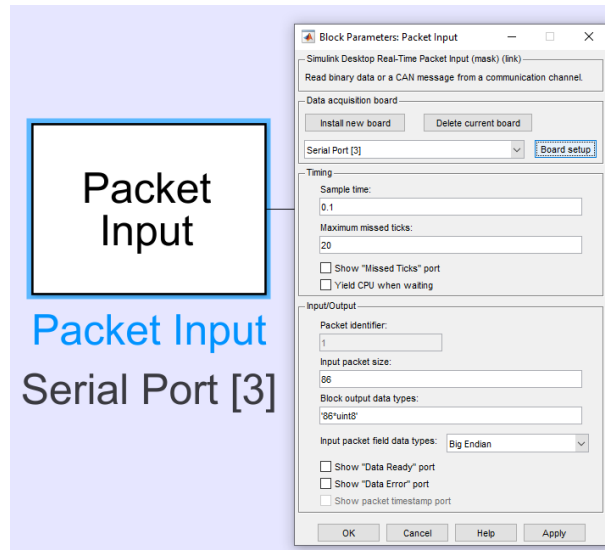 Packet
Input
Packet Input
Serial Port [3]
Block Parameters: Packet Input
Simulink Desktop Real-Time Packet Input (mask) (link)
Read binary data or a CAN message from a communication channel.
Data acquisition board
Install new board
Delete current board
Serial Port [3]
Board setup
Timing
Sample time:
0.1
Maximum missed ticks:
20
Show "Missed Ticks" port
Yield CPU when waiting
Input/Output
Packet identifier:
1
Input packet size:
86
Block output data types:
'86*uint8'
Input packet field data types: Big Endian
Show "Data Ready" port
Show "Data Error" port
Show packet timestamp port
OK Cancel Help Apply